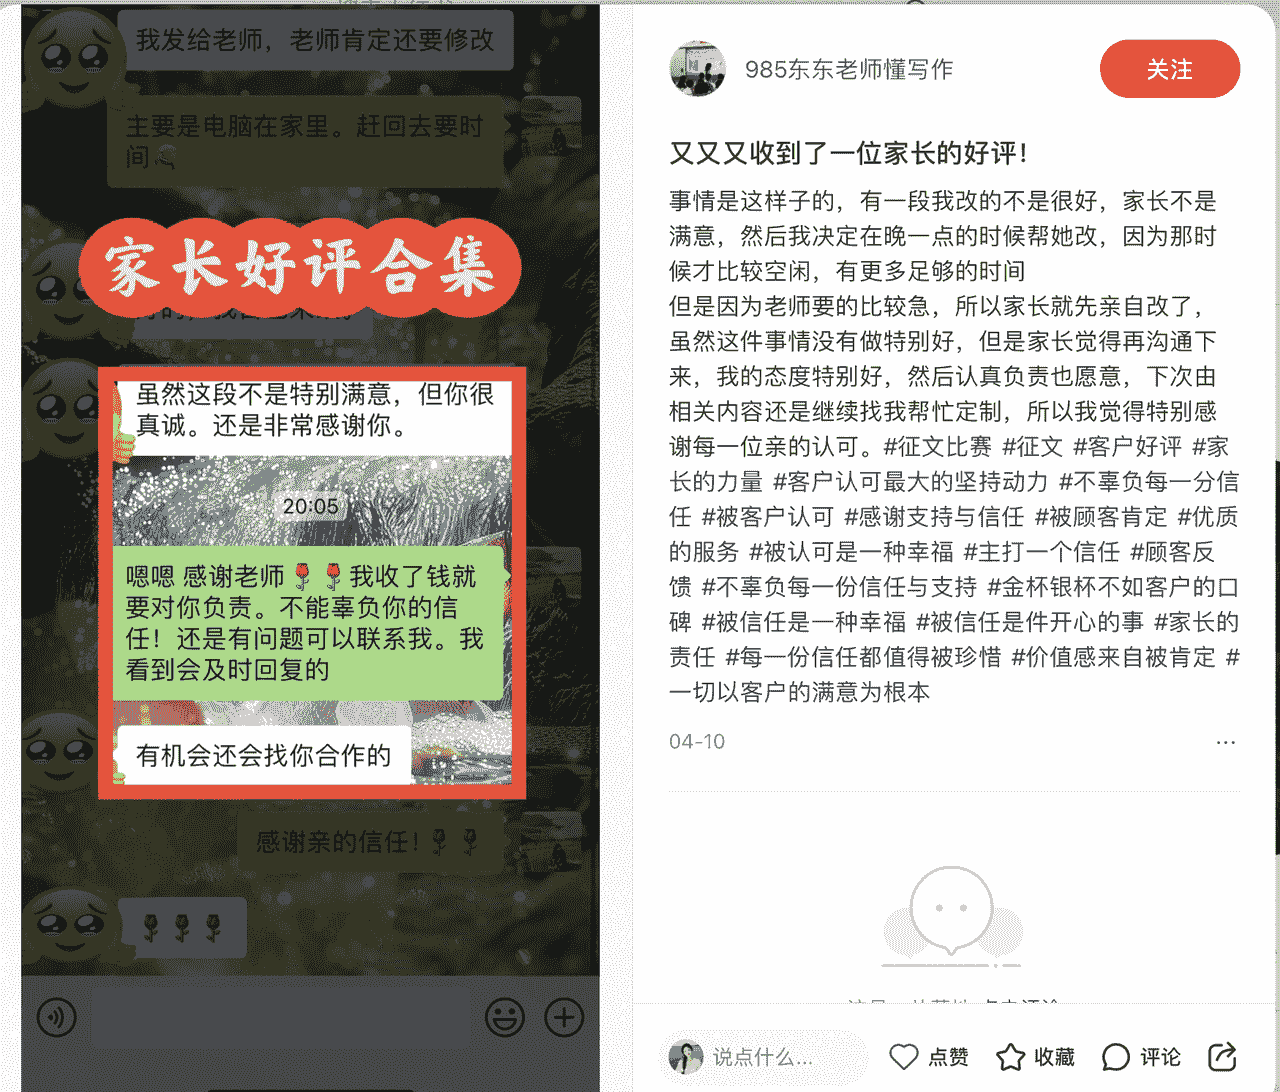 我发给老师，老师肯定还要修改
主要是电脑在家里。赶回去要时
间
家长好评合集
虽然这段不是特别满意，但你很
真诚。还是非常感谢你。
20:05
嗯嗯 感谢老师🌹🌹我收了钱就
要对你负责。不能辜负你的信
任！还是有问题可以联系我。我
看到会及时回复的
有机会还会找你合作的
感谢亲的信任！🌹🌹
🌹🌹🌹
985东东老师懂写作
关注
又又又收到了一位家长的好评！
事情是这样子的，有一段我改的不是很好，家长不是
满意，然后我决定在晚一点的时候帮她改，因为那时
候才比较空闲，有更多足够的时间
但是因为老师要的比较急，所以家长就先亲自改了，
虽然这件事情没有做特别好，但是家长觉得再沟通下
来，我的态度特别好，然后认真负责也愿意，下次由
相关内容还是继续找我帮忙定制，所以我觉得特别感
谢每一位亲的认可。#征文比赛 #征文 #客户好评 #家
长的力量 #客户认可最大的坚持动力 #不辜负每一分信
任 #被客户认可 #感谢支持与信任 #被顾客肯定 #优质
的服务 #被认可是一种幸福 #主打一个信任 #顾客反
馈 #不辜负每一份信任与支持 #金杯银杯不如客户的口
碑 #被信任是一种幸福 #被信任是件开心的事 #家长的
责任 #每一份信任都值得被珍惜 #价值感来自被肯定 #
一切以客户的满意为根本
04-10
说点什么...
点赞
收藏
评论